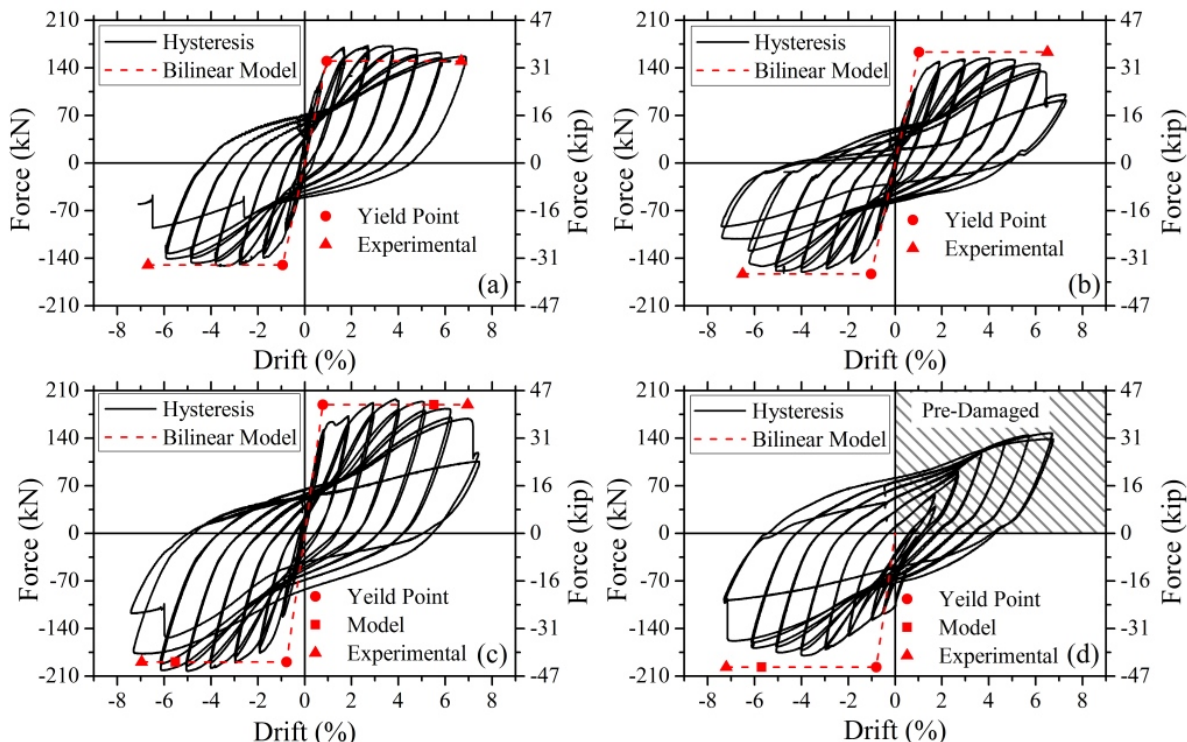 210
140
70
0
-70
-140
-210
Force (kN)
Hysteresis
Bilinear Model
Yield Point
Experimental
(a)
47
31
16
0
-16
-31
-47
Force (kip)
-8 -6 -4 -2 0 2 4 6 8
Drift (%)
210
140
70
0
-70
-140
-210
Force (kN)
Hysteresis
Bilinear Model
Yield Point
Experimental
(b)
47
31
16
0
-16
-31
-47
Force (kip)
-8 -6 -4 -2 0 2 4 6 8
Drift (%)
210
140
70
0
-70
-140
-210
Force (kN)
Hysteresis
Bilinear Model
Yeild Point
Model
Experimental
(c)
47
31
16
0
-16
-31
-47
Force (kip)
-8 -6 -4 -2 0 2 4 6 8
Drift (%)
210
140
70
0
-70
-140
-210
Force (kN)
Hysteresis
Bilinear Model
Pre-Damaged
Yeild Point
Model
Experimental
(d)
47
31
16
0
-16
-31
-47
Force (kip)
-8 -6 -4 -2 0 2 4 6 8
Drift (%)